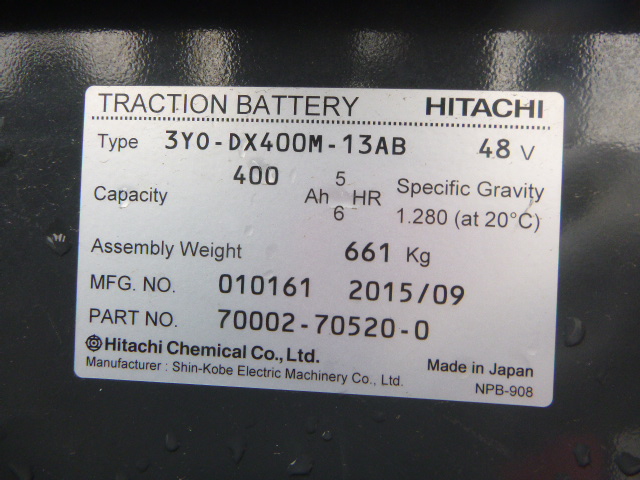 TRACTION BATTERY HITACHI
Type 3Y0-DX400M-13AB 48 V
Capacity 400 Ah 5 HR Specific Gravity
6 1.280 (at 20°C)
Assembly Weight 661 Kg
MFG. NO. 010161 2015/09
PART NO. 70002-70520-0
Hitachi Chemical Co., Ltd. Made in Japan
Manufacturer : Shin-Kobe Electric Machinery Co., Ltd. NPB-908